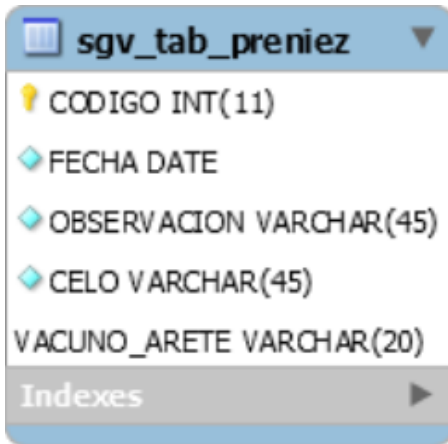 sgv_tab_preniez
CODIGO INT(11)
FECHA DATE
OBSERVACION VARCHAR(45)
CELO VARCHAR(45)
VACUNO_ARETE VARCHAR(20)
Indexes